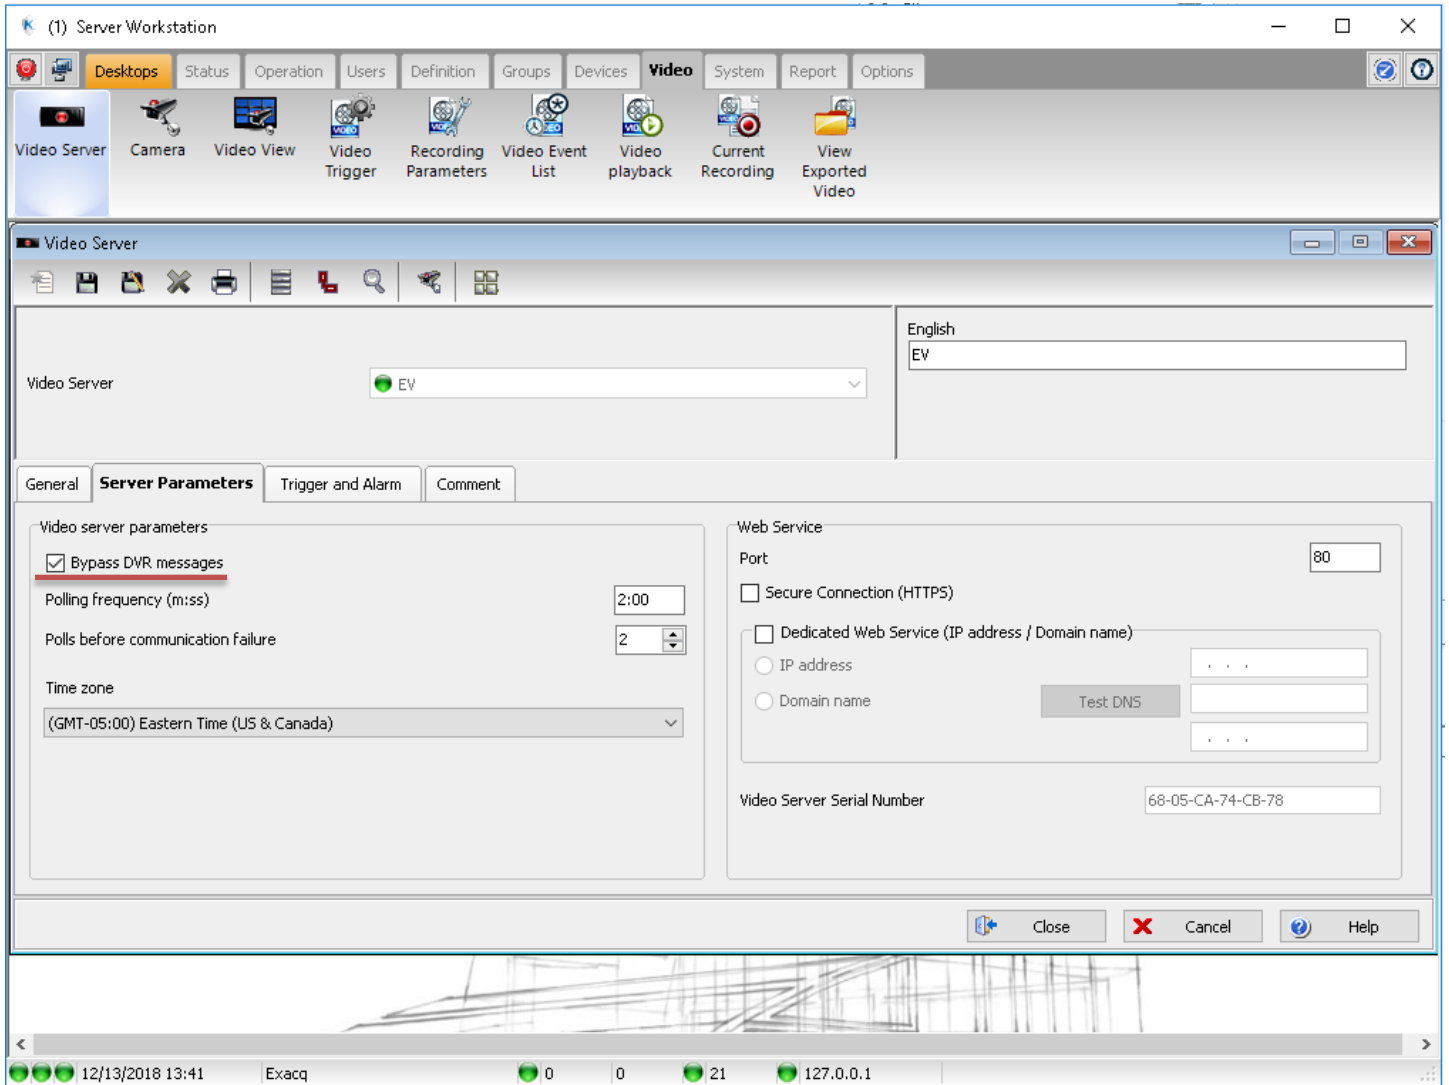 (1) Server Workstation
Desktops Status Operation Users Definition Groups Devices Video System Report Options
Video Server Camera Video View Video Trigger Recording Parameters Video Event List Video playback Current Recording View Exported Video
Video Server
English
EV
Video Server EV
General Server Parameters Trigger and Alarm Comment
Video server parameters
Bypass DVR messages
Polling frequency (m:ss) 2:00
Polls before communication failure 2
Time zone
(GMT-05:00) Eastern Time (US & Canada)
Web Service
Port 80
Secure Connection (HTTPS)
Dedicated Web Service (IP address / Domain name)
IP address . . .
Domain name Test DNS
. . .
Video Server Serial Number 68-05-CA-74-CB-78
Close Cancel Help
12/13/2018 13:41 Exacq 0 0 21 127.0.0.1